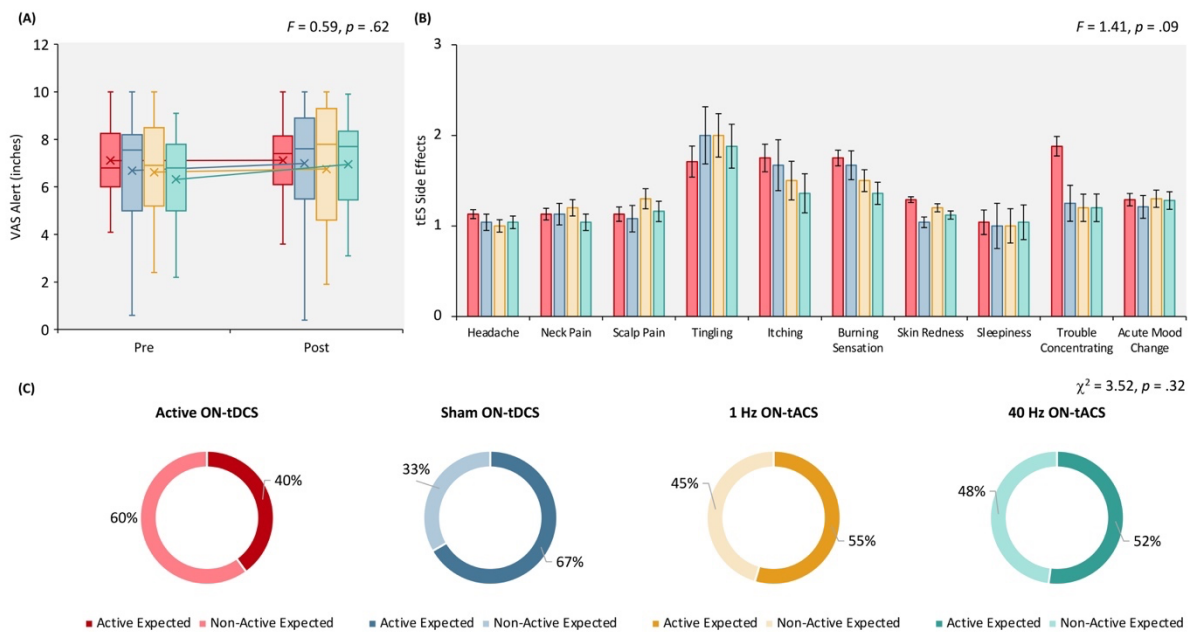 (A)
F = 0.59, p = .62
12
10
8
6
4
2
0
VAS Alert (inches)
Pre
Post
(B)
F = 1.41, p = .09
3
2
1
0
tES Side Effects
Headache
Neck Pain
Scalp Pain
Tingling
Itching
Burning
Sensation
Skin Redness
Sleepiness
Trouble
Concentrating
Acute Mood
Change
(C)
χ² = 3.52, p = .32
Active ON-tDCS
Sham ON-tDCS
1 Hz ON-tACS
40 Hz ON-tACS
40%
60%
33%
67%
45%
55%
48%
52%
Active Expected Non-Active Expected Active Expected Non-Active Expected Active Expected Non-Active Expected Active Expected Non-Active Expected